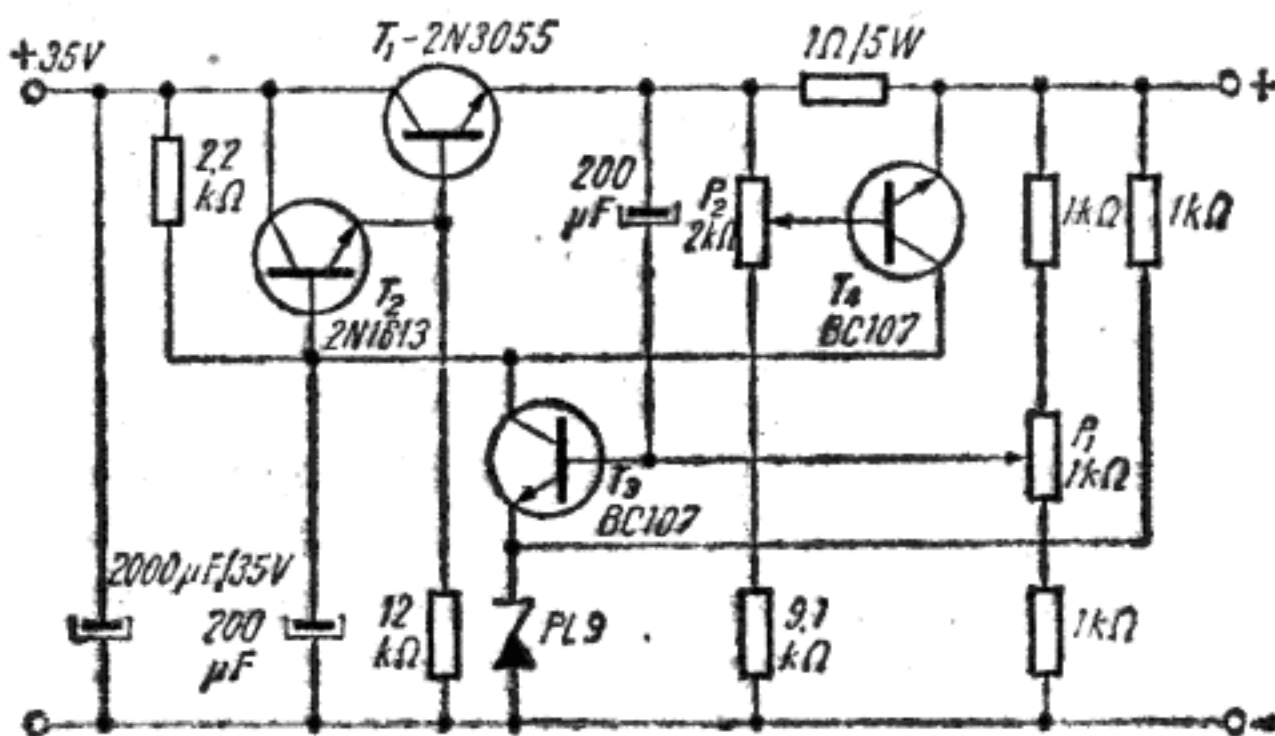 +35V
T₁-2N3055
1Ω/5W
+
2,2
kΩ
200
μF
P₂
2kΩ
1kΩ
1kΩ
T₂
2N1613
T₄
BC107
P₁
1kΩ
T₃
BC107
2000μF/35V
200
μF
12
kΩ
PL9
9,1
kΩ
1kΩ
-